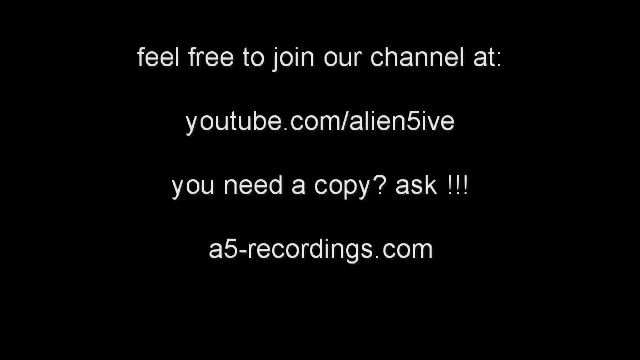 feel free to join our channel at:
youtube.com/alien5ive
you need a copy? ask !!!
a5-recordings.com